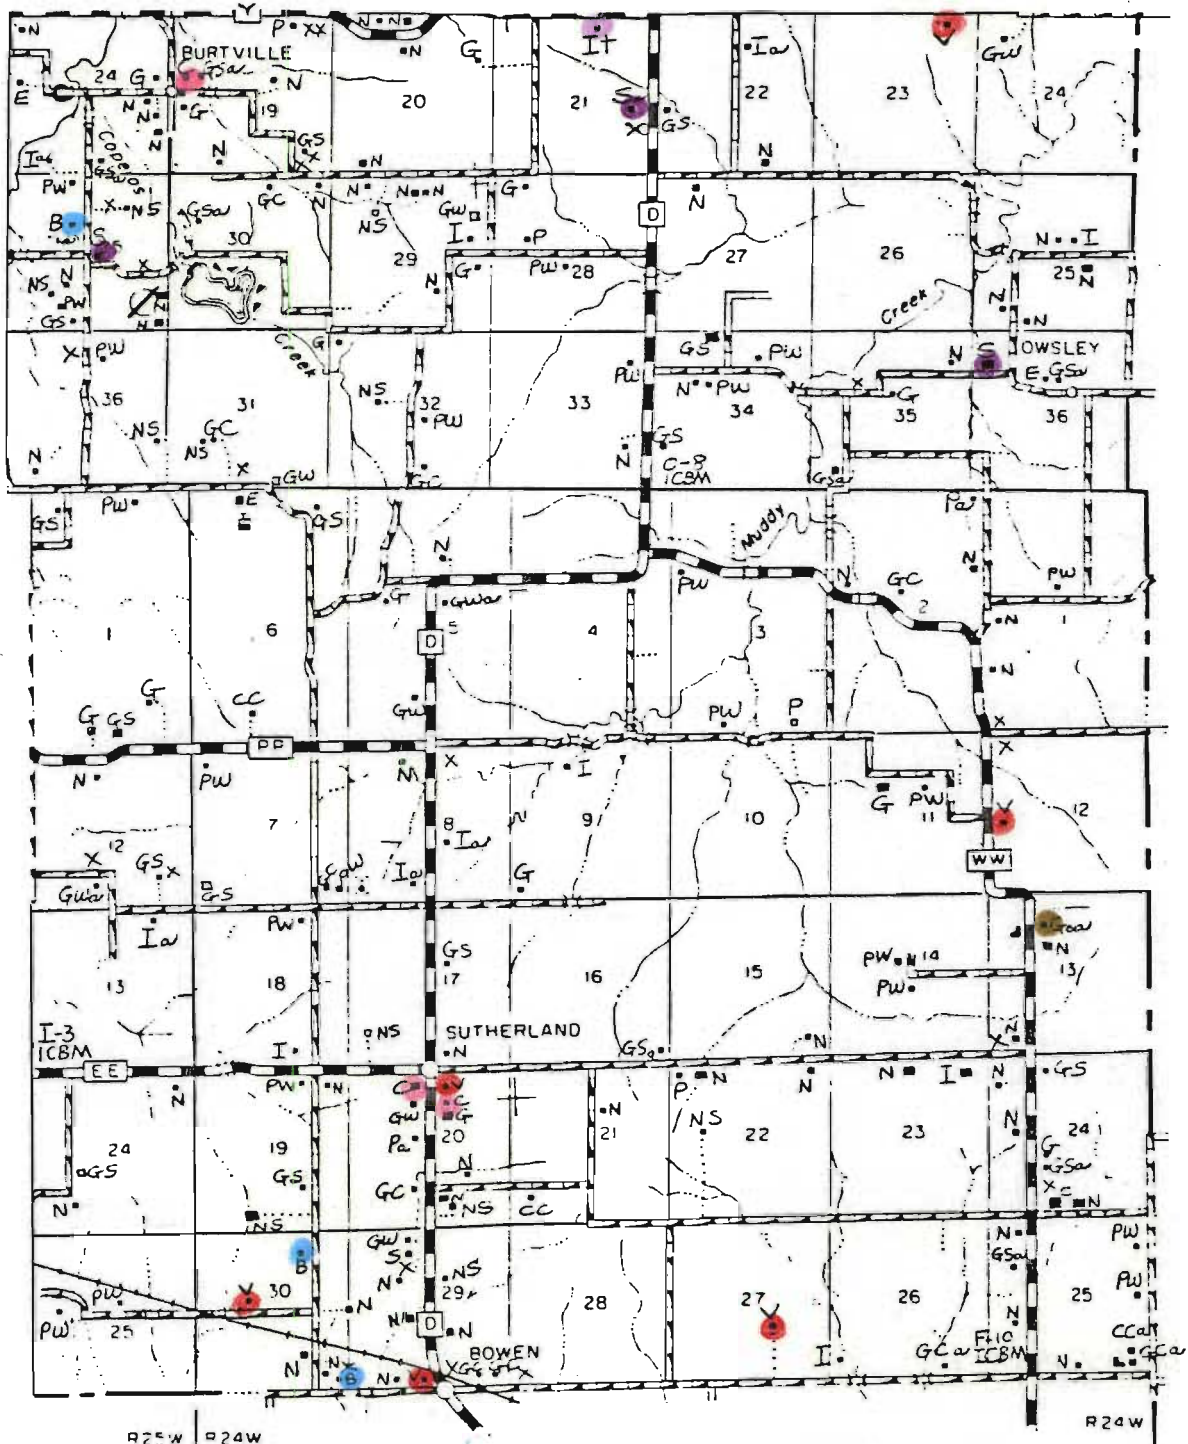 Y
N
P XX
N N
N
G
It
Ia
V
GW
BURTVILLE
24
G
GSa
N
E
N
N
G
19
20
21
S
X
GS
22
23
24
N
N
GS
X
N
N
Copeños
Ia
GS
PW
X NS
GC
N
N
N N
G
N
GSa
NS
GW
I
P
D
B
S
30
29
27
26
N I
25
N
X
G
PW 28
N
NS
N
PW
N
N
GS
N
N
Creek
Creek
G
GS
PW
N
S
OWSLEY
E GSa
X
PW
PW
N PW
X
G
36
31
NS
32
33
34
35
36
PW
NS
GC
NS
GS
N
N
X
GC
C-8
ICBM
GSa
GW
PW
E
GS
GS
Pa
Muddy
N
N
PW
N
GC
PW
G
GWa
5
2
1
6
4
3
N
1
D
N
G
CC
GW
G GS
PW
P
X
PP
X
X
N
PW
I
G
PW
11
V
12
7
8
Ia
9
10
12
X
GS X
WW
GWa
GS
Ia
G
PW
Ia
Gca
N
GS
17
PW N 14
PW
13
13
18
16
15
I-3
ICBM
NS
SUTHERLAND
I
N
GSa
N
X N
EE
PW
N
C
V
P N
N
N
I
N
GS
N
GW
C
G
N
NS
N
24
19
Pa
20
21
22
23
24
G
GSa
GS
GS
N
X
GC
N
NS
CC
E N
N
NS
GW
S
X
N
PW
B
GSa
PW
V
30
N
NS
29
28
27
V
26
25
N
PW
N
N
D
N
N
PW
25
BOWEN
F-10
ICBM
CCa
N
N
B
N
V
X
GC
X
I
GCa
N
GCa
R25W R24W
R24W